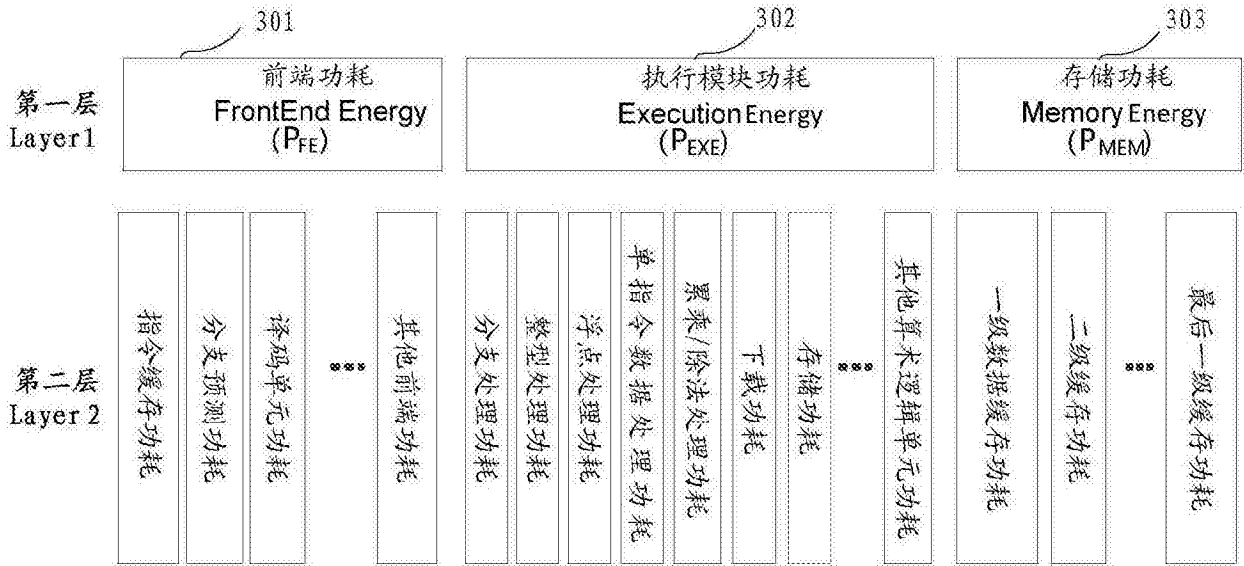 301
302
303
第一层
Layer1
前端功耗
FrontEnd Energy
(PFE)
执行模块功耗
Execution Energy
(PEXE)
存储功耗
Memory Energy
(PMEM)
第二层
Layer 2
指令缓存功耗
分支预测功耗
译码单元功耗
其他前端功耗
分支处理功耗
整型处理功耗
浮点处理功耗
单指令数据处理功耗
累乘/除法处理功耗
下载功耗
存储功耗
其他算术逻辑单元功耗
一级数据缓存功耗
二级缓存功耗
最后一级缓存功耗